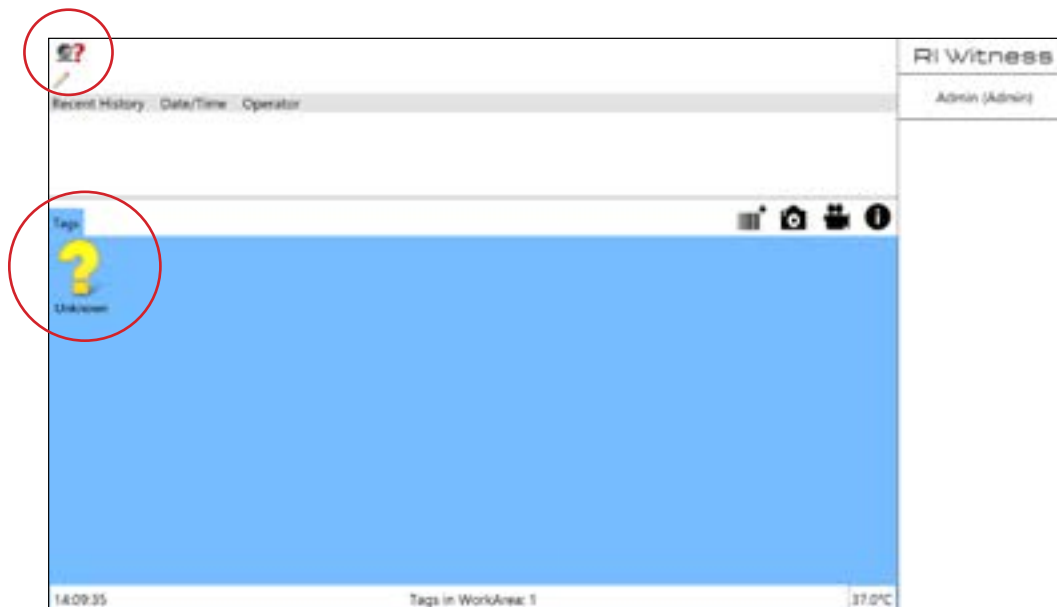 RI Witness
Admin (Admin)
Recent History Date/Time Operator
Tags
?
Unknown
14:09:35 Tags in WorkArea: 1 37.0°C